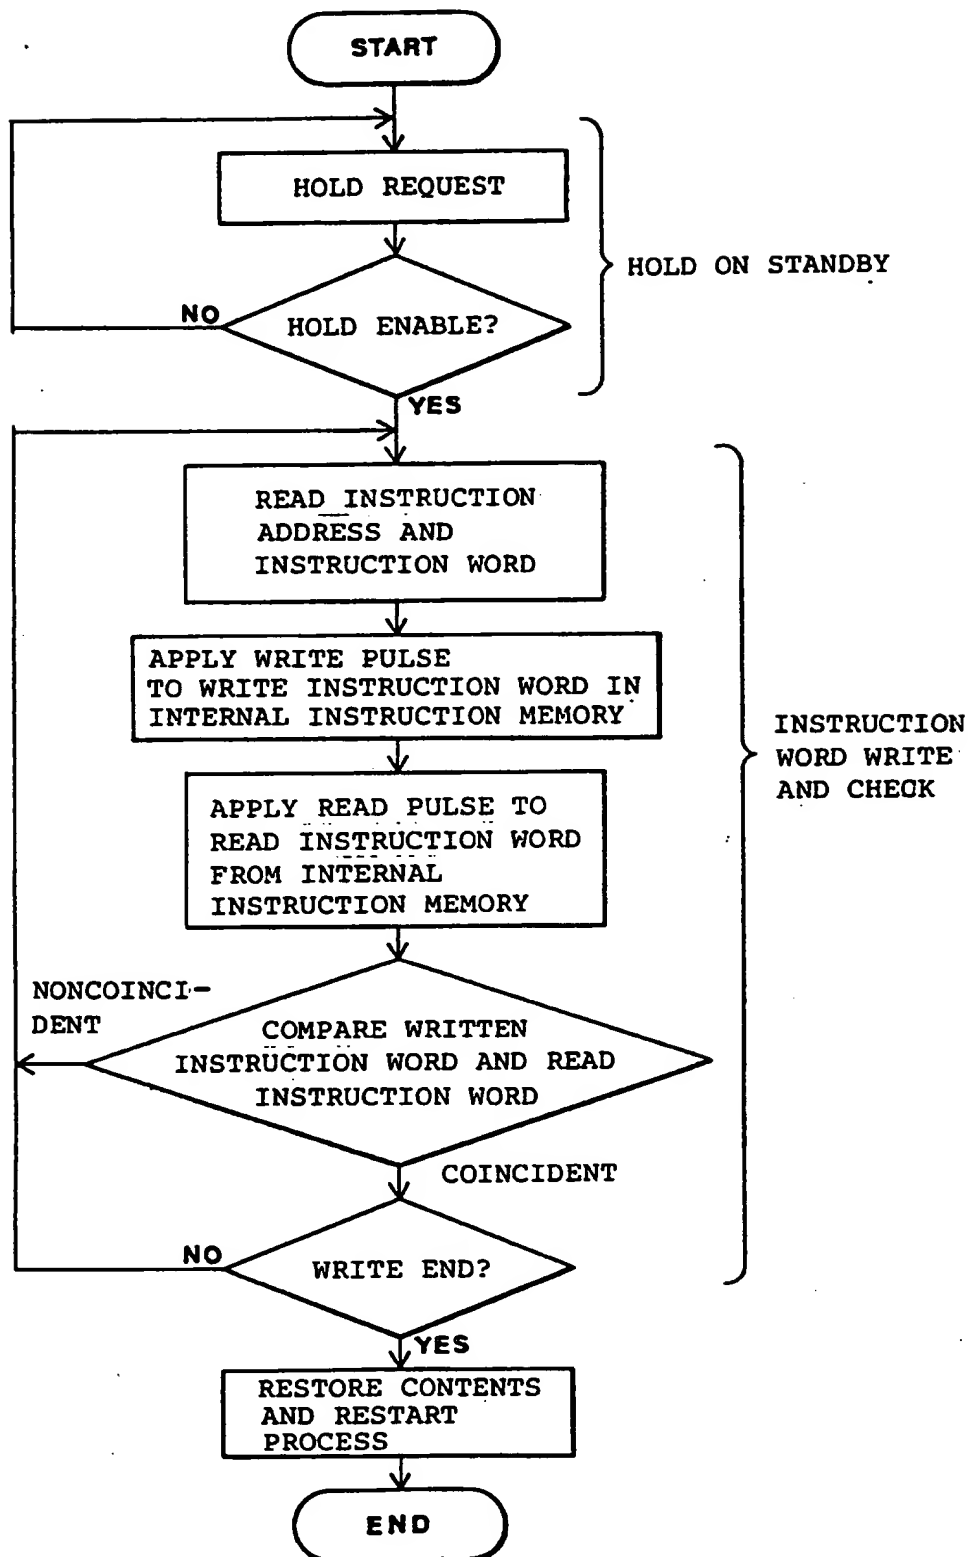 START
HOLD REQUEST
HOLD ON STANDBY
NO
HOLD ENABLE?
YES
READ INSTRUCTION
ADDRESS AND
INSTRUCTION WORD
APPLY WRITE PULSE
TO WRITE INSTRUCTION WORD IN
INTERNAL INSTRUCTION MEMORY
INSTRUCTION
WORD WRITE
AND CHECK
APPLY READ PULSE TO
READ INSTRUCTION WORD
FROM INTERNAL
INSTRUCTION MEMORY
NONCOINCI-
DENT
COMPARE WRITTEN
INSTRUCTION WORD AND READ
INSTRUCTION WORD
COINCIDENT
NO
WRITE END?
YES
RESTORE CONTENTS
AND RESTART
PROCESS
END